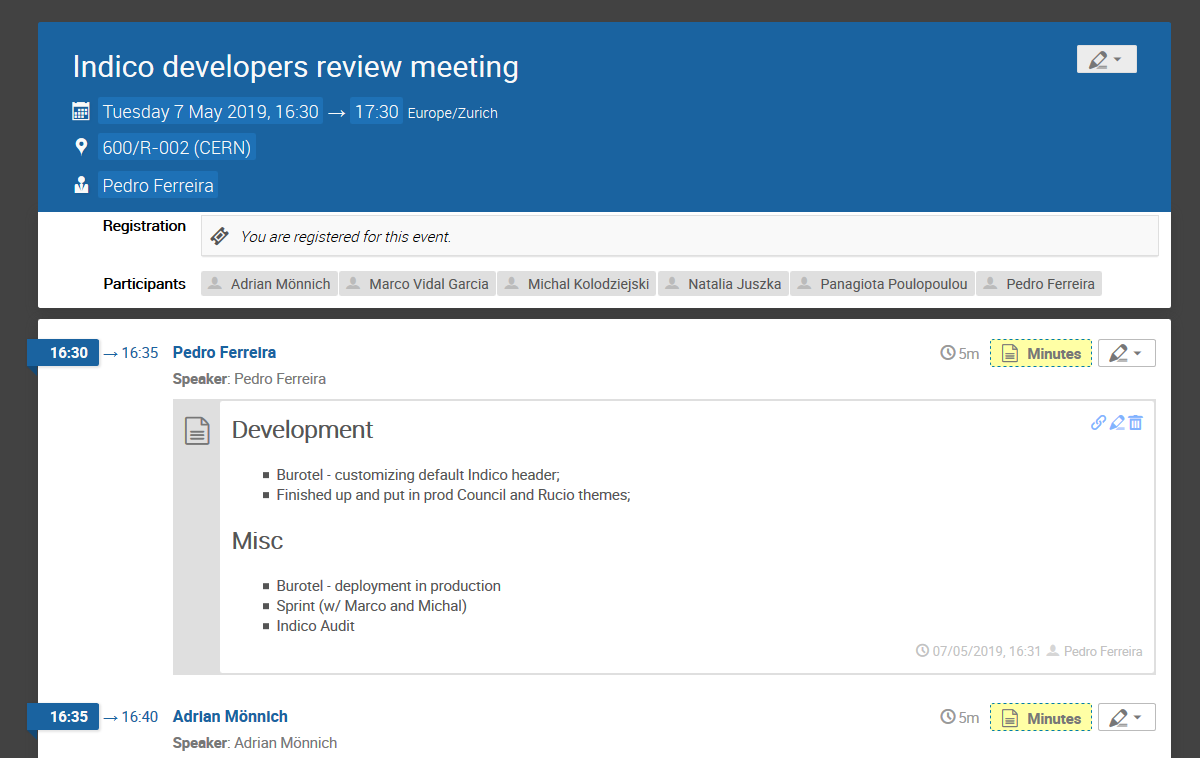 Indico developers review meeting
Tuesday 7 May 2019, 16:30 → 17:30 Europe/Zurich
600/R-002 (CERN)
Pedro Ferreira
Registration You are registered for this event.
Participants Adrian Mönnich Marco Vidal Garcia Michal Kolodziejski Natalia Juszka Panagiota Poulopoulou Pedro Ferreira
16:30 → 16:35 Pedro Ferreira 5m Minutes
Speaker: Pedro Ferreira
Development
▪ Burotel - customizing default Indico header;
▪ Finished up and put in prod Council and Rucio themes;
Misc
▪ Burotel - deployment in production
▪ Sprint (w/ Marco and Michal)
▪ Indico Audit
07/05/2019, 16:31 Pedro Ferreira
16:35 → 16:40 Adrian Mönnich 5m Minutes
Speaker: Adrian Mönnich